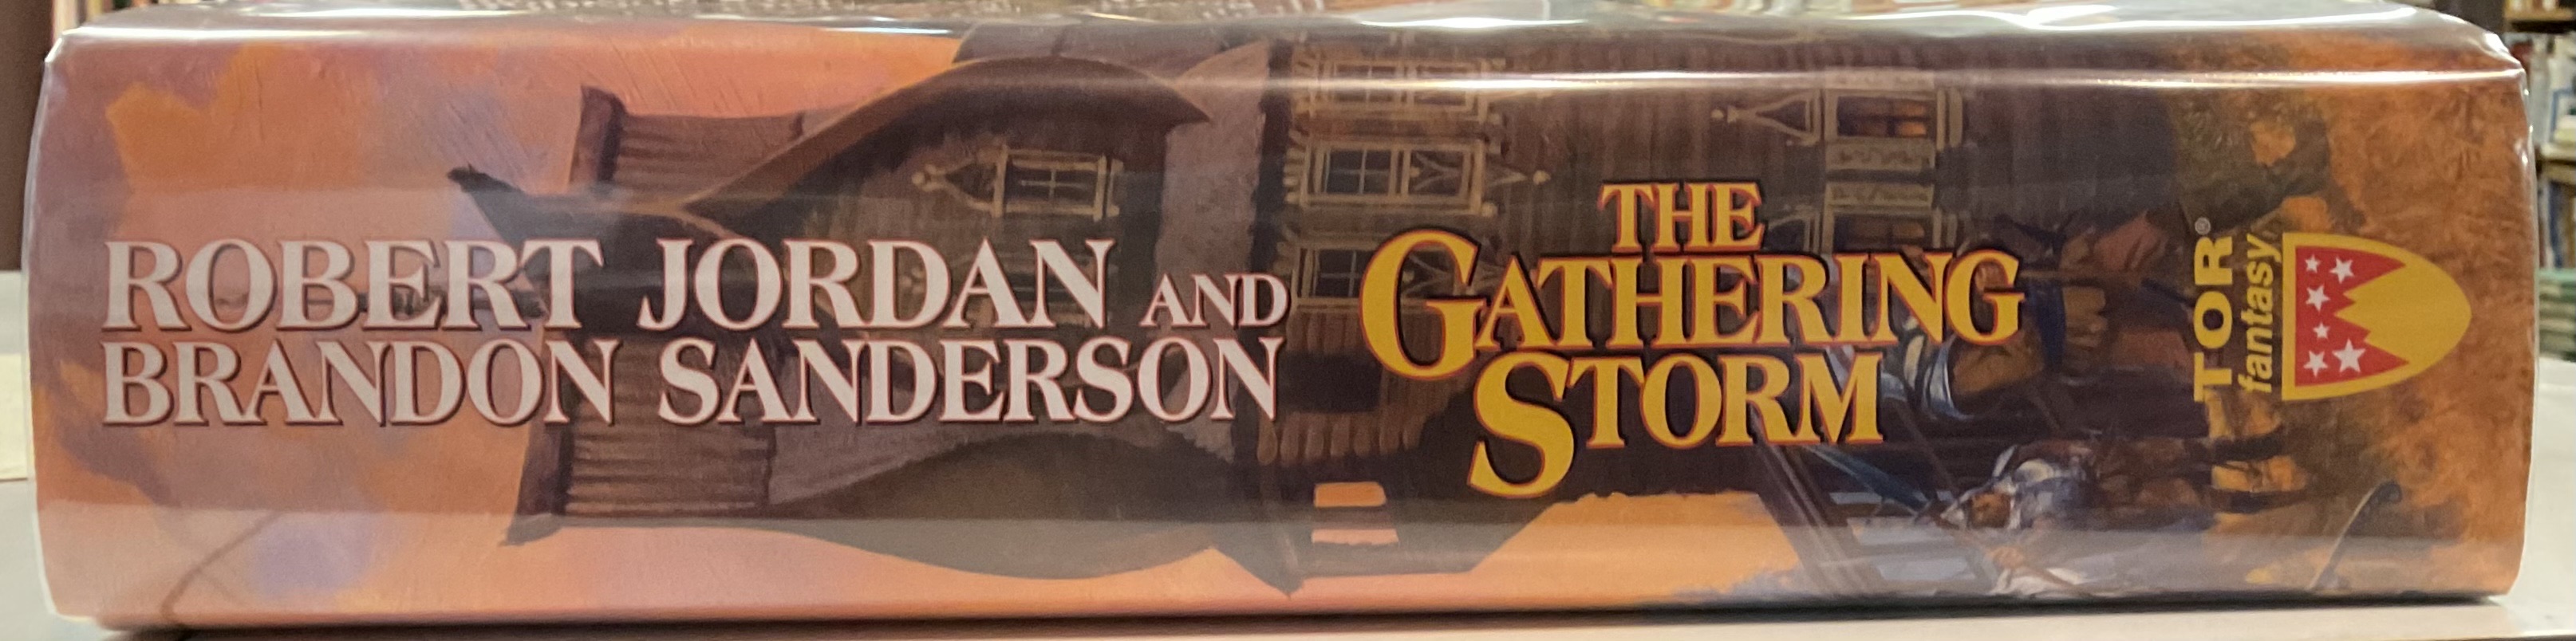 ROBERT JORDAN AND
BRANDON SANDERSON
THE
GATHERING
STORM
TOR®
fantasy